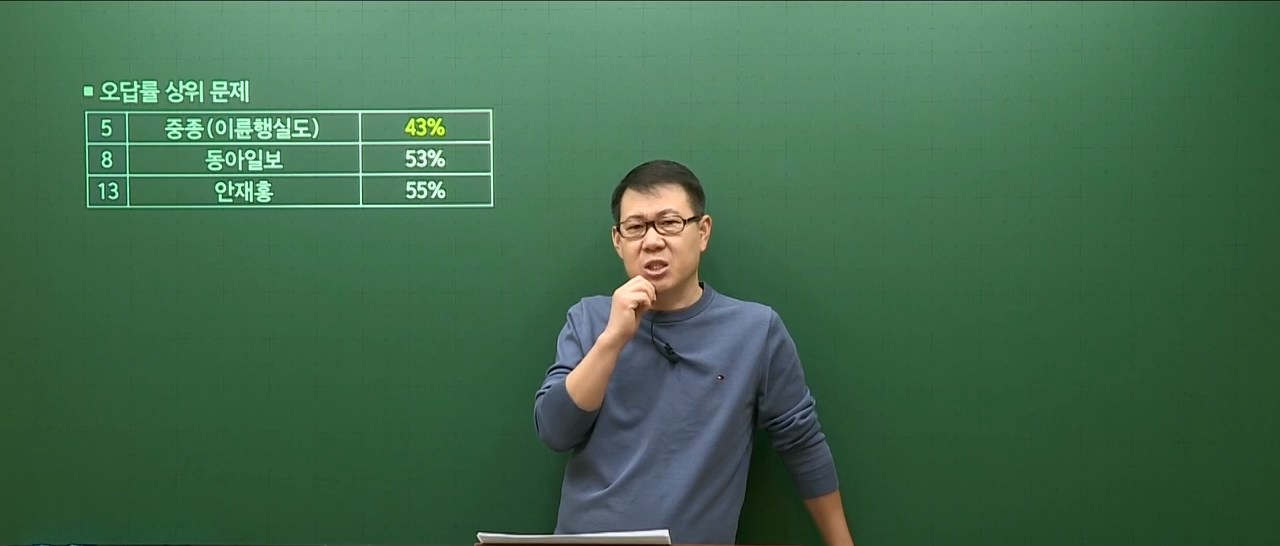 ▪ 오답률 상위 문제
5 중종(이륜행실도) 43%
8 동아일보 53%
13 안재홍 55%